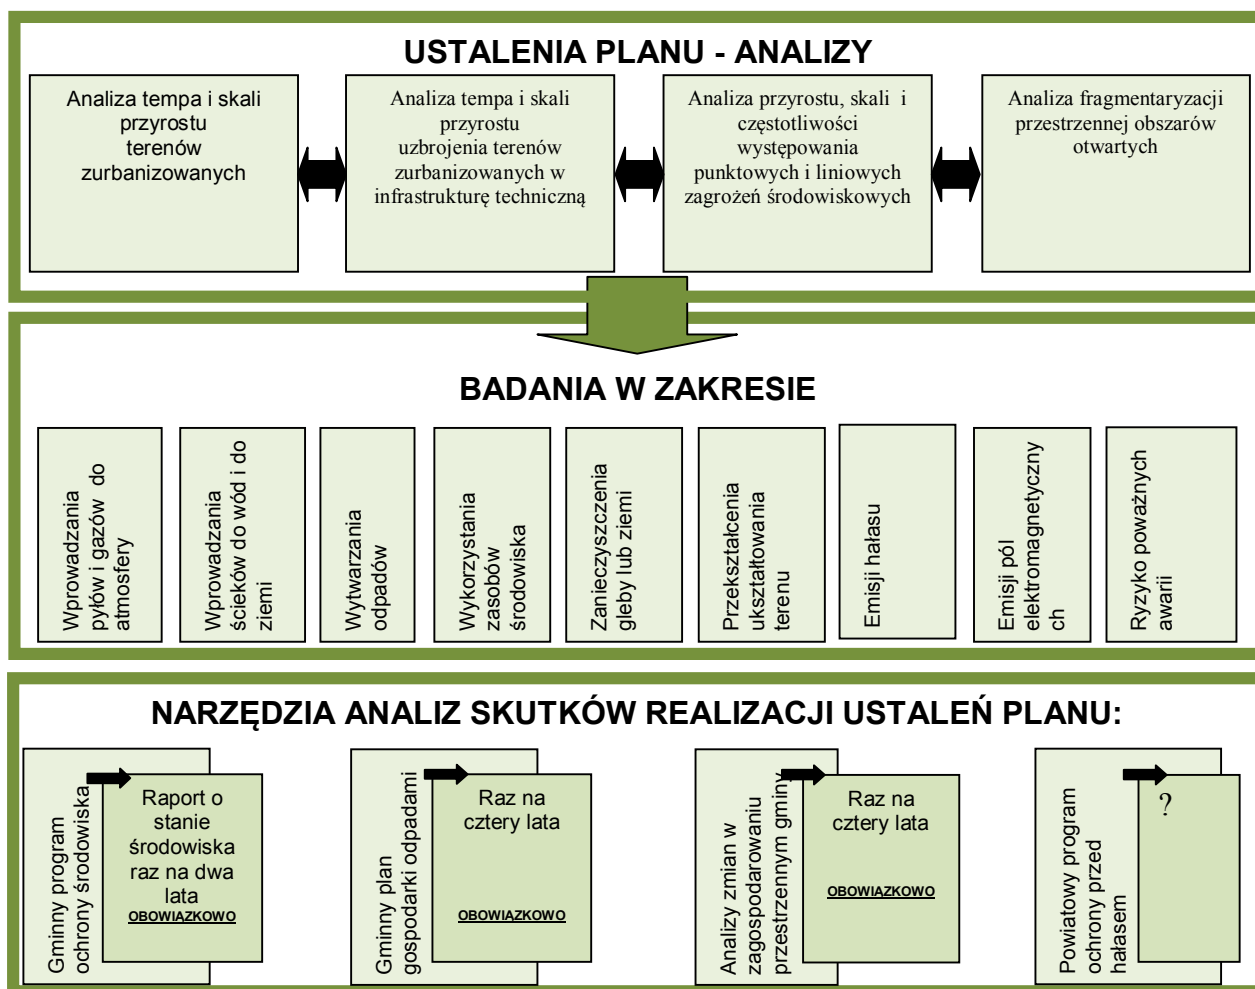 USTALENIA PLANU - ANALIZY
Analiza tempa i skali
przyrostu
terenów
zurbanizowanych
Analiza tempa i skali
przyrostu
uzbrojenia terenów
zurbanizowanych w
infrastrukturę techniczną
Analiza przyrostu, skali i
częstotliwości
występowania
punktowych i liniowych
zagrożeń środowiskowych
Analiza fragmentaryzacji
przestrzennej obszarów
otwartych
BADANIA W ZAKRESIE
Wprowadzania
pyłów i gazów do
atmosfery
Wprowadzania
ścieków do wód i do
ziemi
Wytwarzania
odpadów
Wykorzystania
zasobów
środowiska
Zanieczyszczenia
gleby lub ziemi
Przekształcenia
ukształtowania
terenu
Emisji hałasu
Emisji pól
elektromagnetyczny
ch
Ryzyko poważnych
awarii
NARZĘDZIA ANALIZ SKUTKÓW REALIZACJI USTALEŃ PLANU:
Gminny program
ochrony środowiska
Raport o
stanie
środowiska
raz na dwa
lata
OBOWIĄZKOWO
Gminny plan
gospodarki odpadami
Raz na
cztery lata
OBOWIĄZKOWO
Analizy zmian w
zagospodarowaniu
przestrzennym gminy
Raz na
cztery lata
OBOWIĄZKOWO
Powiatowy program
ochrony przed
hałasem
?